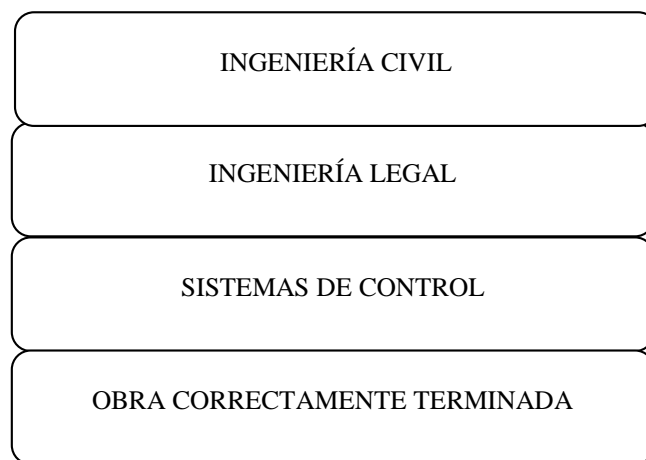 INGENIERÍA CIVIL
INGENIERÍA LEGAL
SISTEMAS DE CONTROL
OBRA CORRECTAMENTE TERMINADA